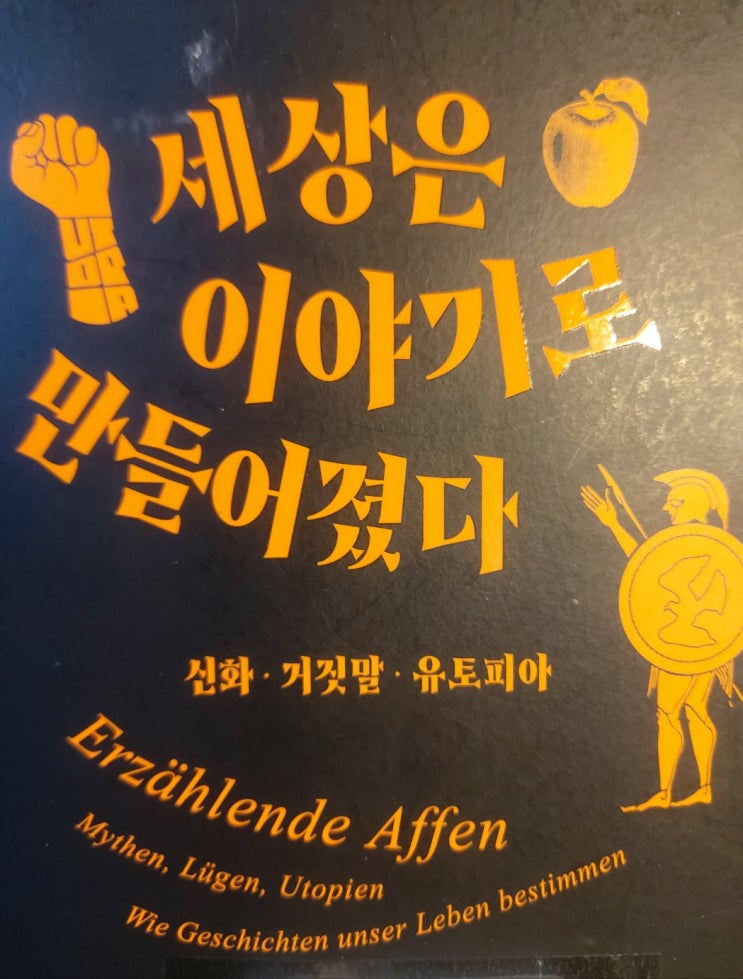 세상은
이야기로
만들어졌다
신화 · 거짓말 · 유토피아
Erzählende Affen
Mythen, Lügen, Utopien
Wie Geschichten unser Leben bestimmen